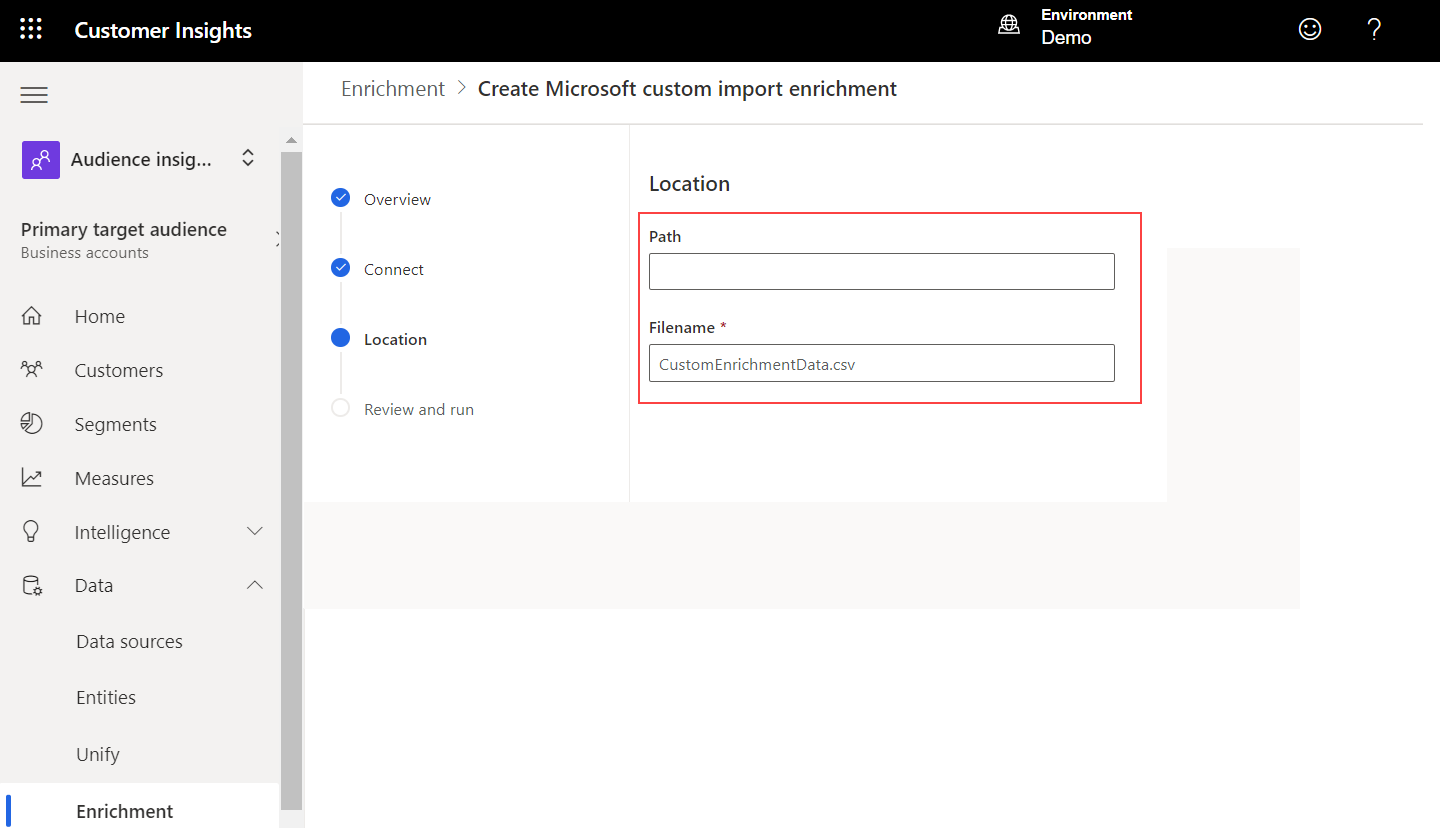 Customer Insights
Environment
Demo
?
Enrichment > Create Microsoft custom import enrichment
Audience insig...
Primary target audience
Business accounts
Home
Customers
Segments
Measures
Intelligence
Data
Data sources
Entities
Unify
Enrichment
Overview
Connect
Location
Review and run
Location
Path
Filename *
CustomEnrichmentData.csv